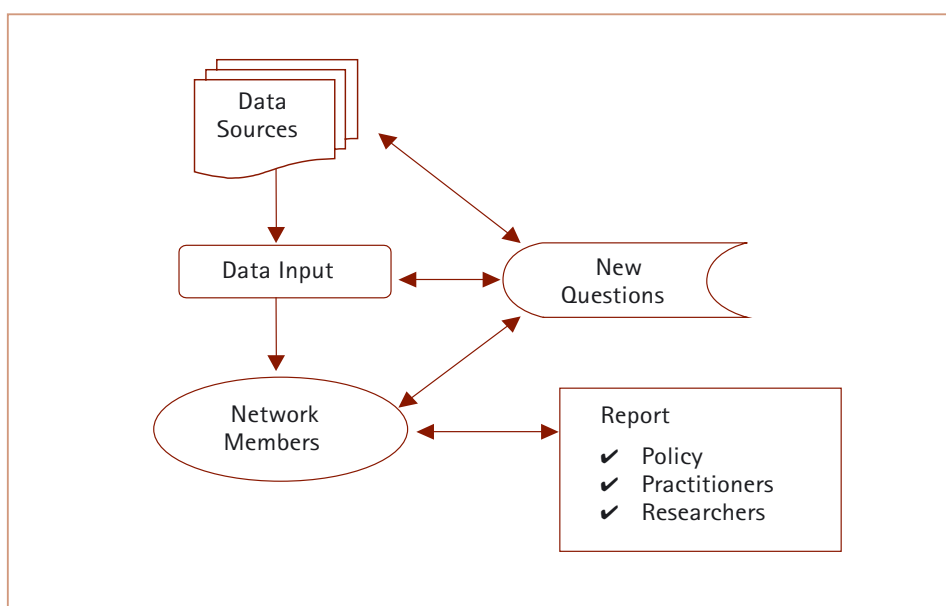 Data
Sources
Data Input
New
Questions
Network
Members
Report
✔ Policy
✔ Practitioners
✔ Researchers